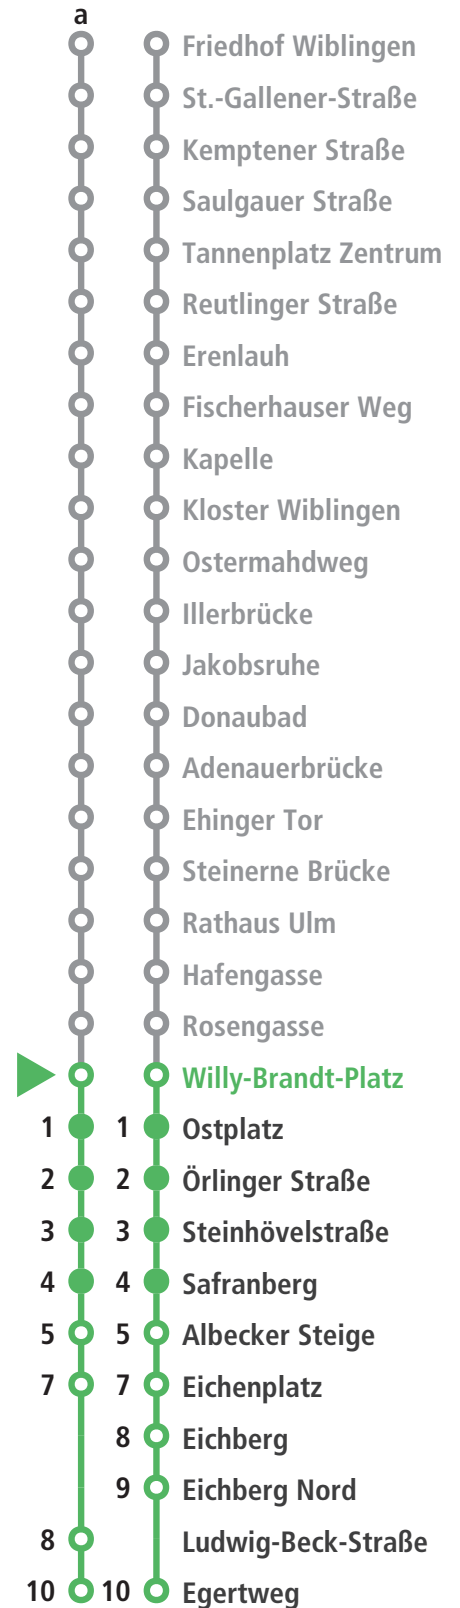 a
Friedhof Wiblingen
St.-Gallener-Straße
Kemptener Straße
Saulgauer Straße
Tannenplatz Zentrum
Reutlinger Straße
Erenlauh
Fischerhauser Weg
Kapelle
Kloster Wiblingen
Ostermahdweg
Illerbrücke
Jakobsruhe
Donaubad
Adenauerbrücke
Ehinger Tor
Steinerne Brücke
Rathaus Ulm
Hafengasse
Rosengasse
Willy-Brandt-Platz
1 1 Ostplatz
2 2 Örlinger Straße
3 3 Steinhövelstraße
4 4 Safranberg
5 5 Albecker Steige
7 7 Eichenplatz
8 Eichberg
9 Eichberg Nord
8 Ludwig-Beck-Straße
10 10 Egertweg